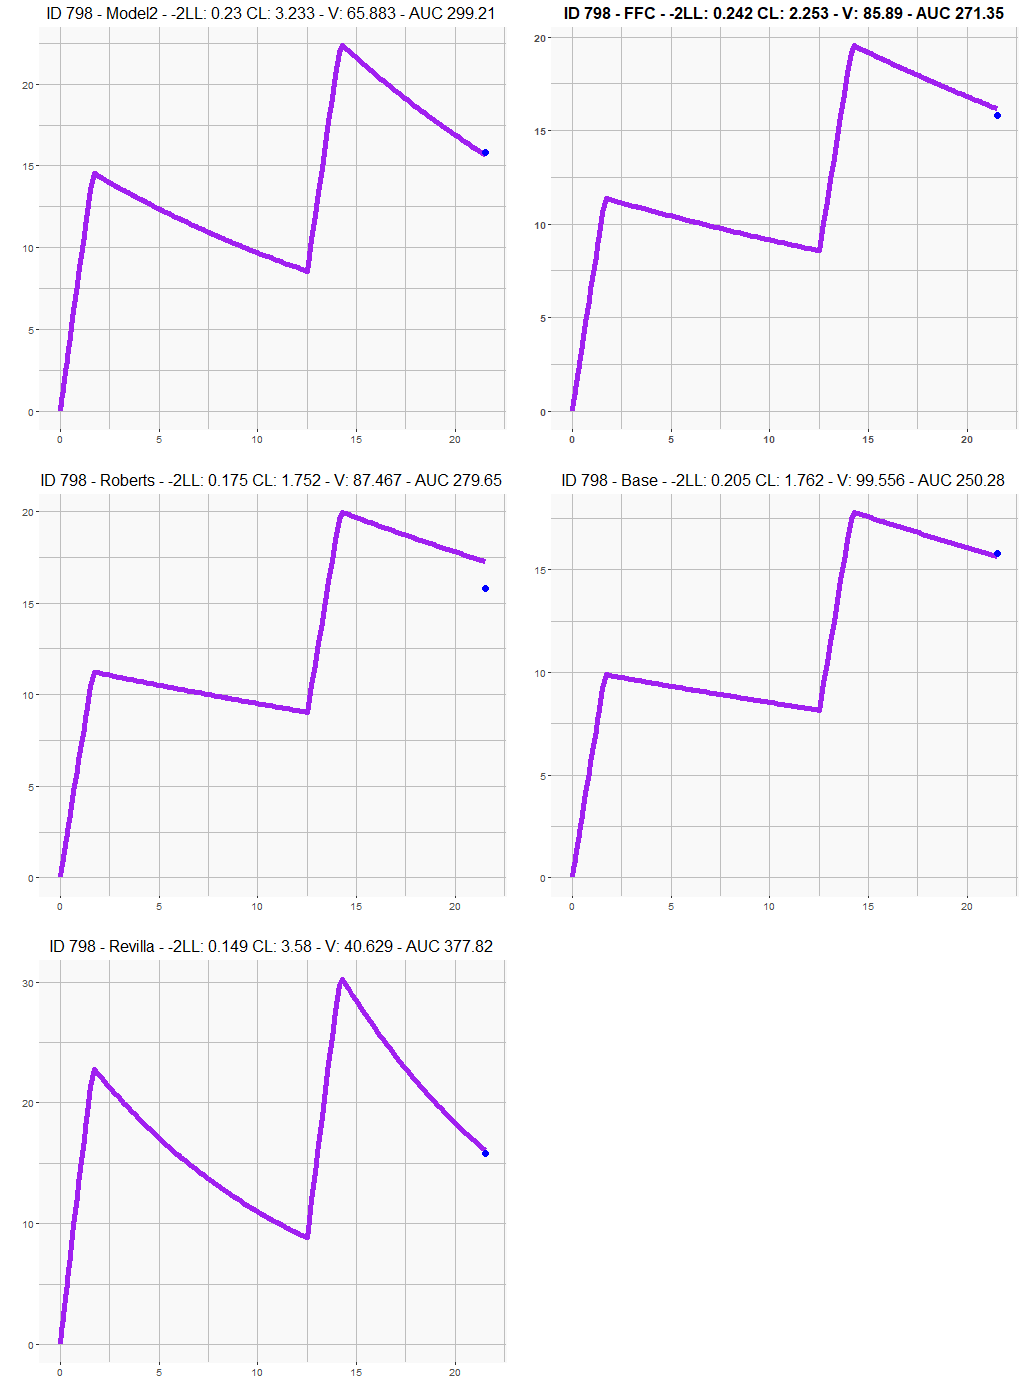 ID 798 - Model2 - -2LL: 0.23 CL: 3.233 - V: 65.883 - AUC 299.21
20
15
10
5
0
0 5 10 15 20
ID 798 - FFC - -2LL: 0.242 CL: 2.253 - V: 85.89 - AUC 271.35
20
15
10
5
0
0 5 10 15 20
ID 798 - Roberts - -2LL: 0.175 CL: 1.752 - V: 87.467 - AUC 279.65
20
15
10
5
0
0 5 10 15 20
ID 798 - Base - -2LL: 0.205 CL: 1.762 - V: 99.556 - AUC 250.28
15
10
5
0
0 5 10 15 20
ID 798 - Revilla - -2LL: 0.149 CL: 3.58 - V: 40.629 - AUC 377.82
30
20
10
0
0 5 10 15 20